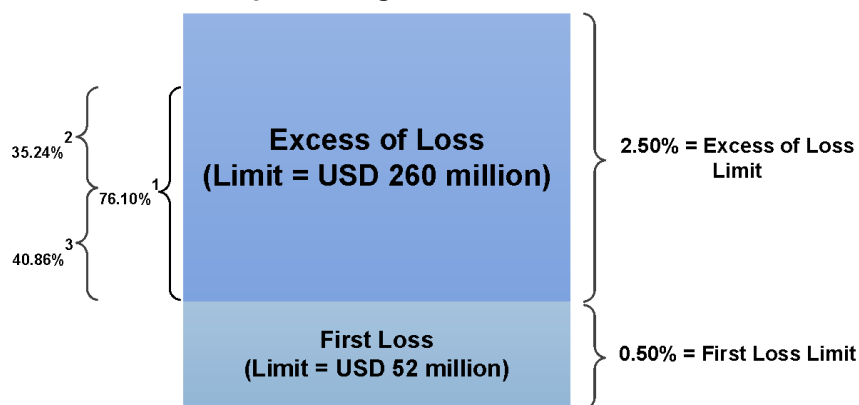 Excess of Loss
(Limit = USD 260 million)
2.50% = Excess of Loss
Limit
35.24%2
76.10%1
40.86%3
First Loss
(Limit = USD 52 million)
0.50% = First Loss Limit